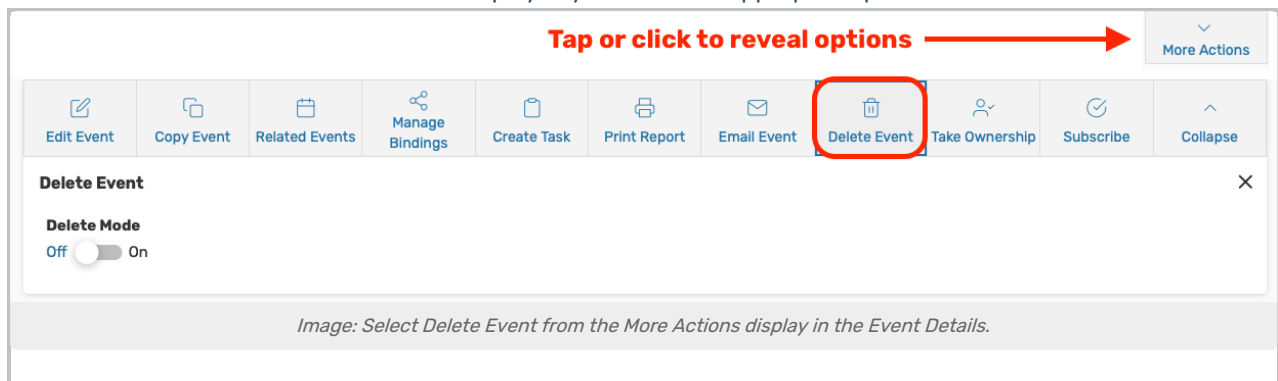 Tap or click to reveal options
More Actions
Edit Event
Copy Event
Related Events
Manage
Bindings
Create Task
Print Report
Email Event
Delete Event
Take Ownership
Subscribe
Collapse
Delete Event
Delete Mode
Off On
Image: Select Delete Event from the More Actions display in the Event Details.